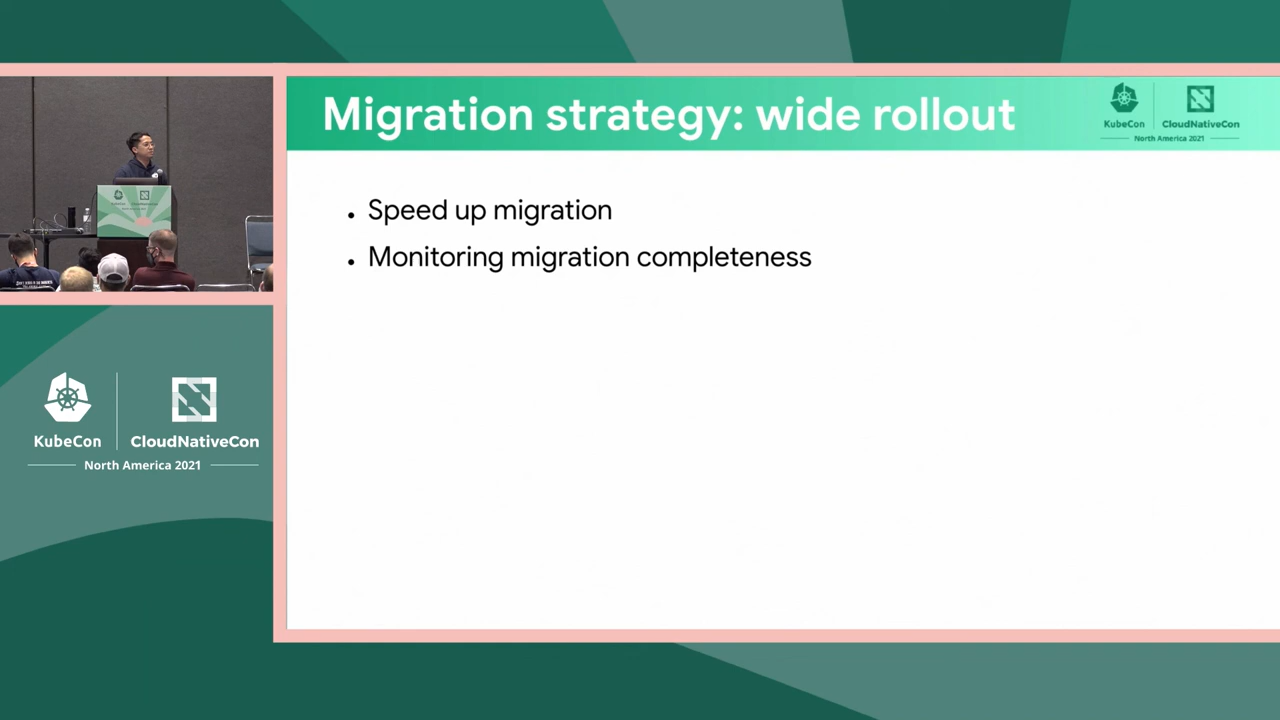 Migration strategy: wide rollout
KubeCon
CloudNativeCon
North America 2021
Speed up migration
Monitoring migration completeness
KubeCon
CloudNativeCon
North America 2021